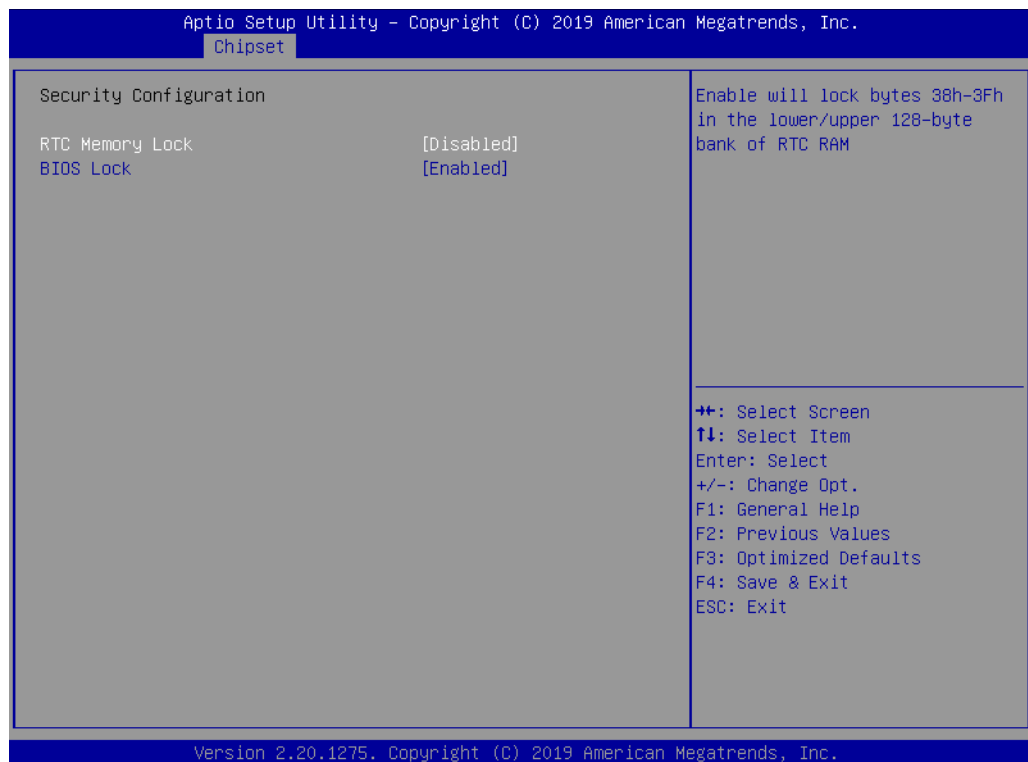 Aptio Setup Utility – Copyright (C) 2019 American Megatrends, Inc.
Chipset
Security Configuration
RTC Memory Lock [Disabled]
BIOS Lock [Enabled]
Enable will lock bytes 38h-3Fh
in the lower/upper 128-byte
bank of RTC RAM
→←: Select Screen
↑↓: Select Item
Enter: Select
+/-: Change Opt.
F1: General Help
F2: Previous Values
F3: Optimized Defaults
F4: Save & Exit
ESC: Exit
Version 2.20.1275. Copyright (C) 2019 American Megatrends, Inc.